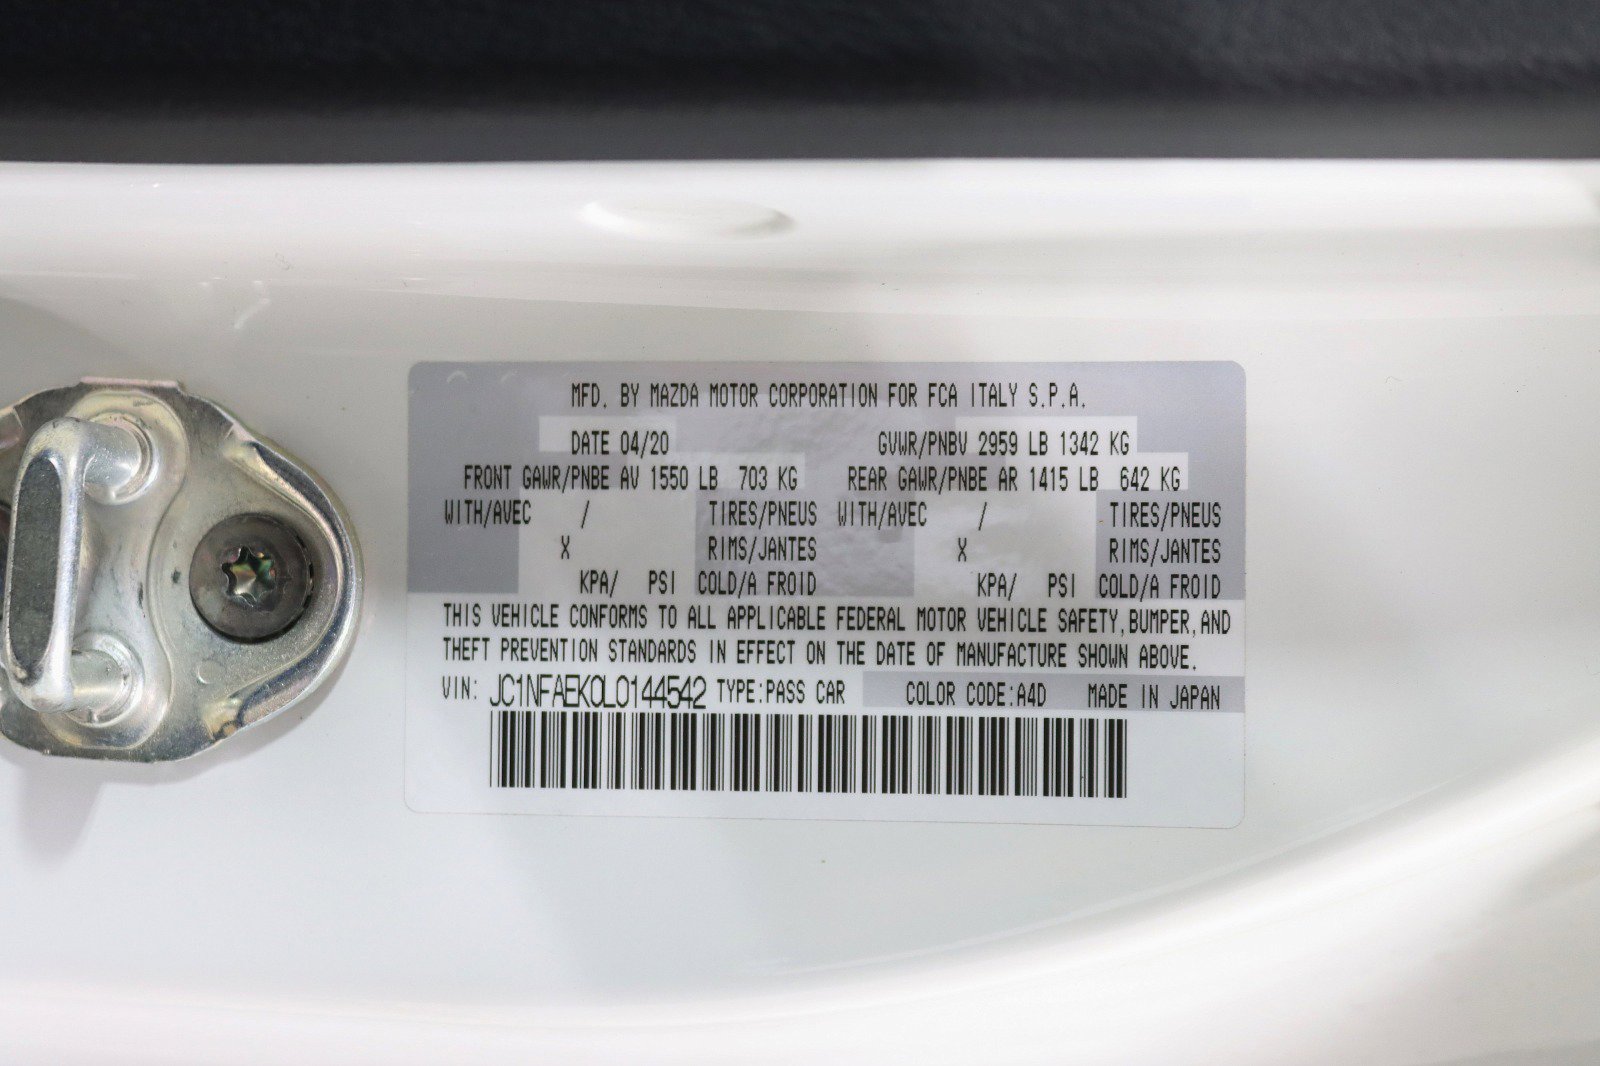 MFD. BY MAZDA MOTOR CORPORATION FOR FCA ITALY S.P.A.
DATE 04/20 GVWR/PNBV 2959 LB 1342 KG
FRONT GAWR/PNBE AV 1550 LB 703 KG REAR GAWR/PNBE AR 1415 LB 642 KG
WITH/AVEC / TIRES/PNEUS WITH/AVEC / TIRES/PNEUS
X RIMS/JANTES X RIMS/JANTES
KPA/ PSI COLD/A FROID KPA/ PSI COLD/A FROID
THIS VEHICLE CONFORMS TO ALL APPLICABLE FEDERAL MOTOR VEHICLE SAFETY, BUMPER, AND
THEFT PREVENTION STANDARDS IN EFFECT ON THE DATE OF MANUFACTURE SHOWN ABOVE.
VIN: JC1NFAEK0L0144542 TYPE:PASS CAR COLOR CODE:A4D MADE IN JAPAN